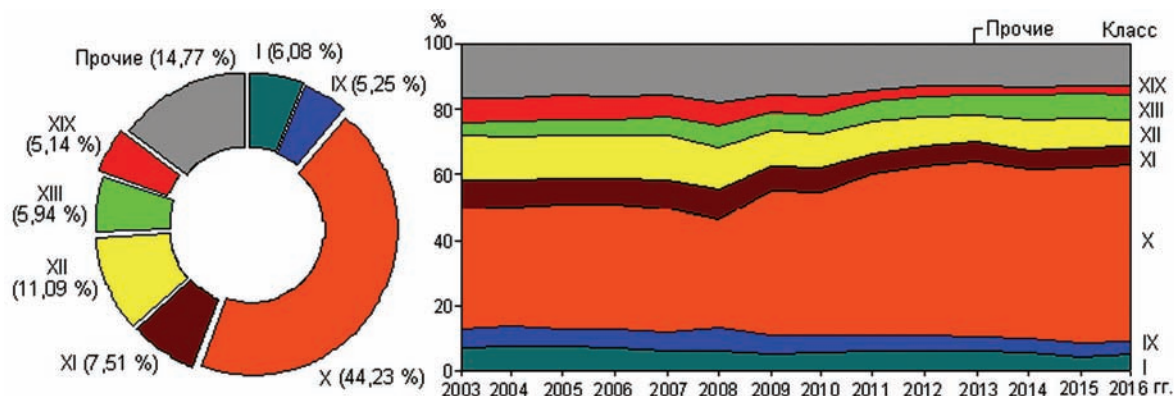 Прочие (14,77 %)
I (6,08 %)
IX (5,25 %)
XIX
(5,14 %)
XIII
(5,94 %)
XII
(11,09 %)
XI (7,51 %)
X (44,23 %)
%
Прочие
Класс
100
80
60
40
20
0
XIX
XIII
XII
XI
X
IX
I
2003 2004 2005 2006 2007 2008 2009 2010 2011 2012 2013 2014 2015 2016 гг.